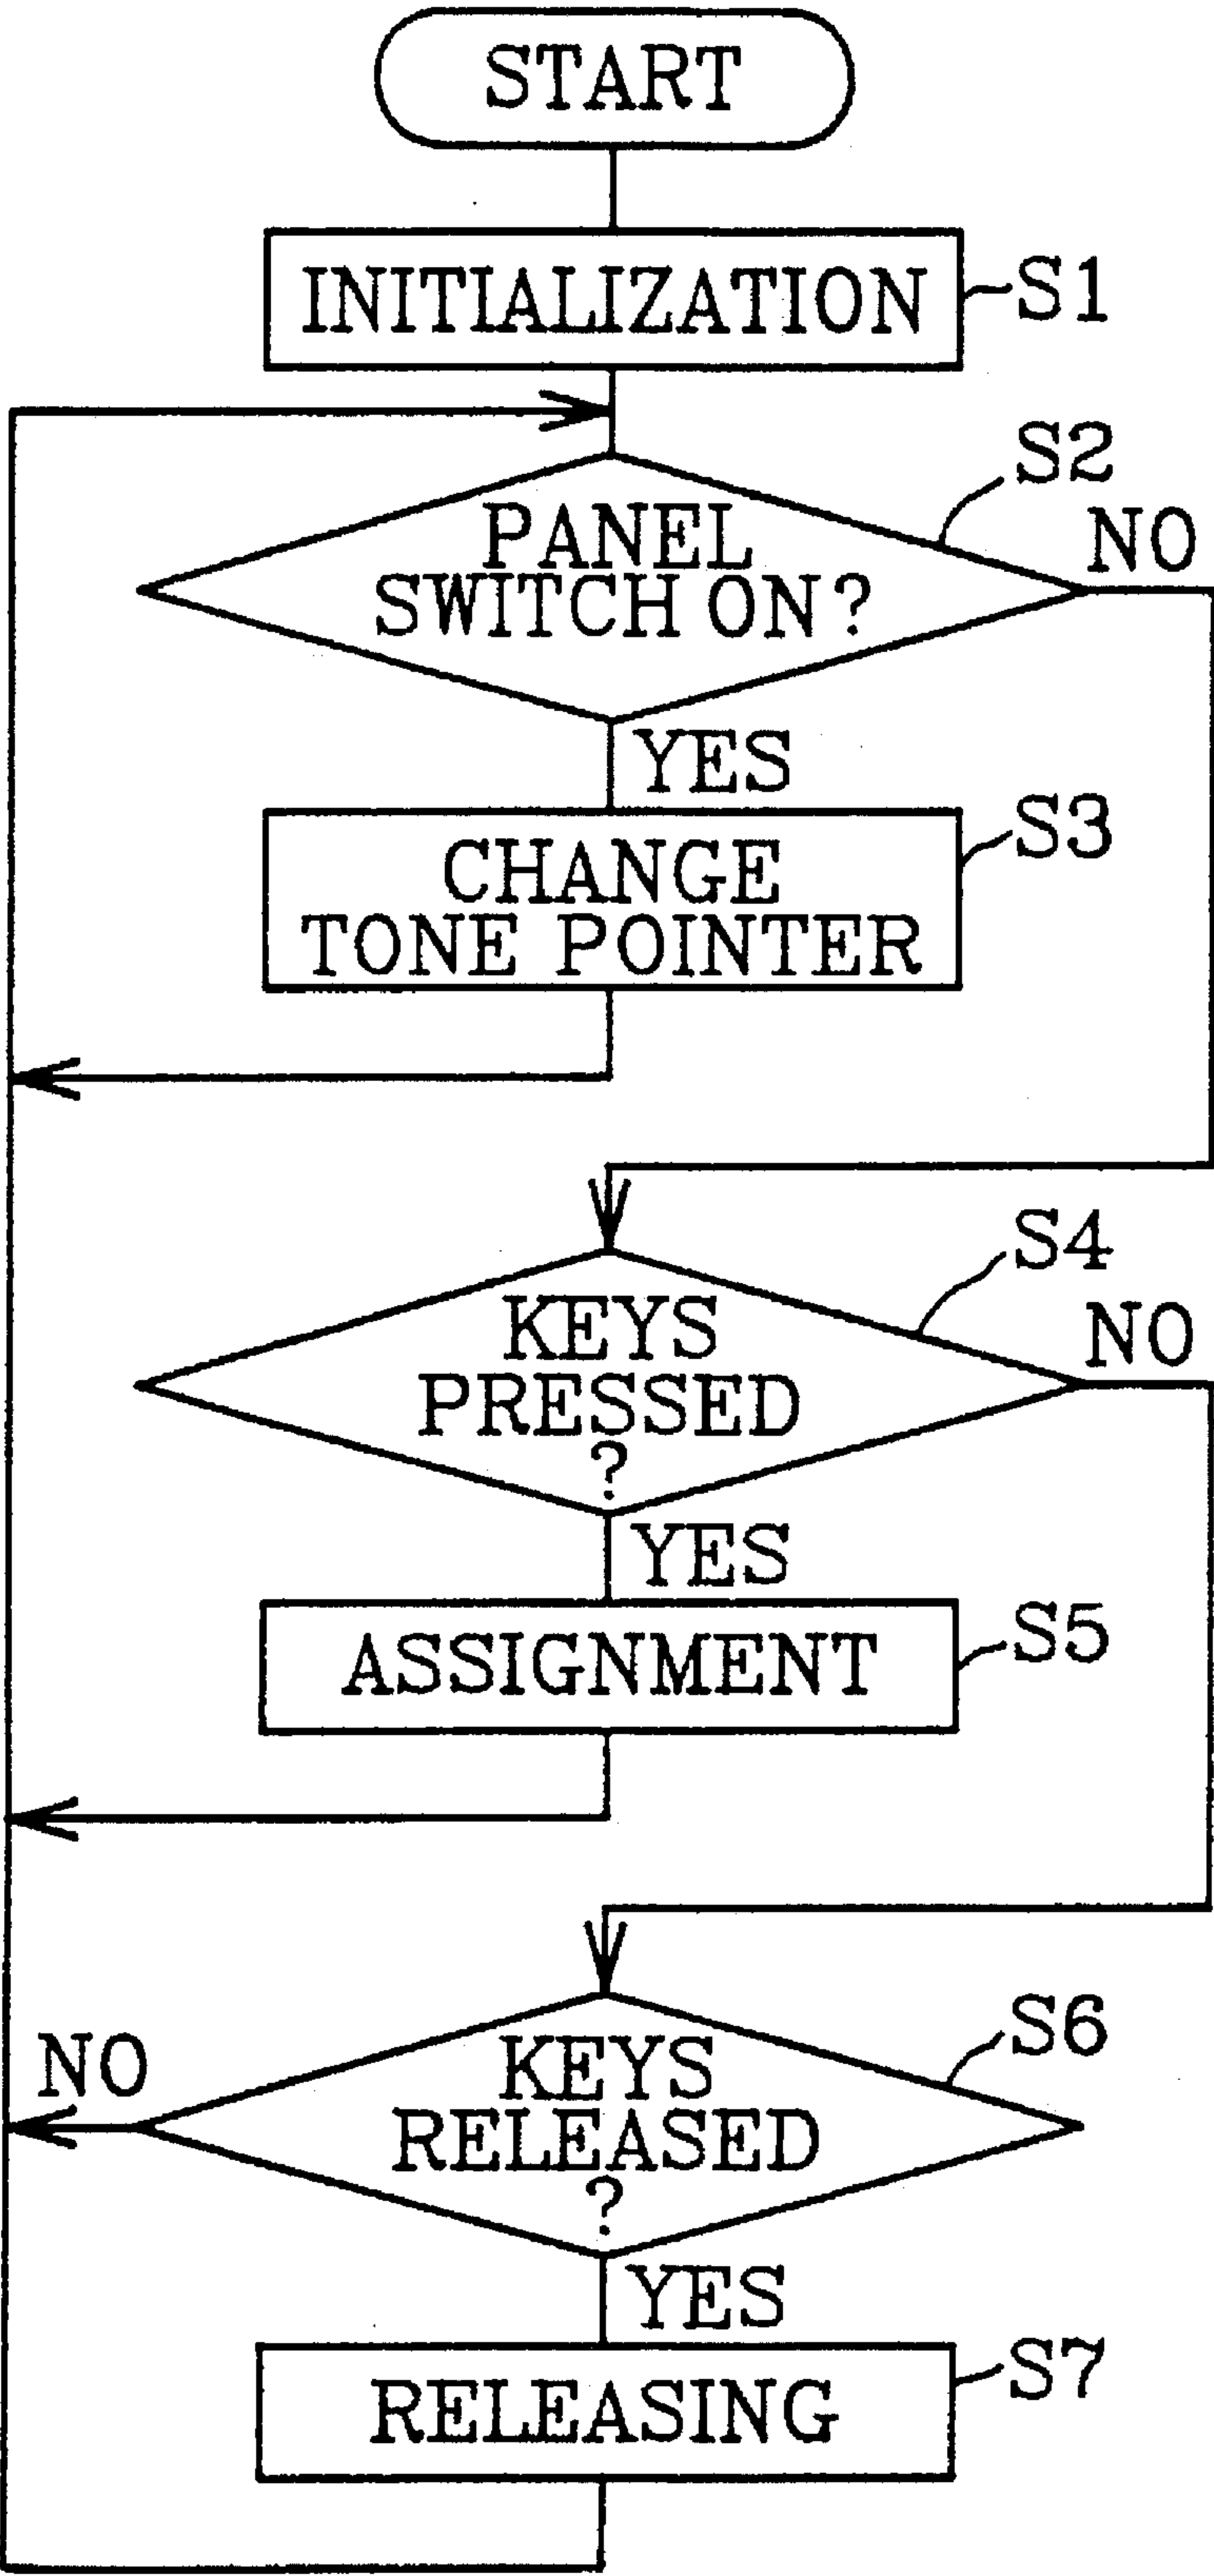 START
INITIALIZATION
S1
S2
PANEL
SWITCH ON?
NO
YES
S3
CHANGE
TONE POINTER
S4
KEYS
PRESSED
?
NO
YES
S5
ASSIGNMENT
S6
NO
KEYS
RELEASED
?
YES
S7
RELEASING